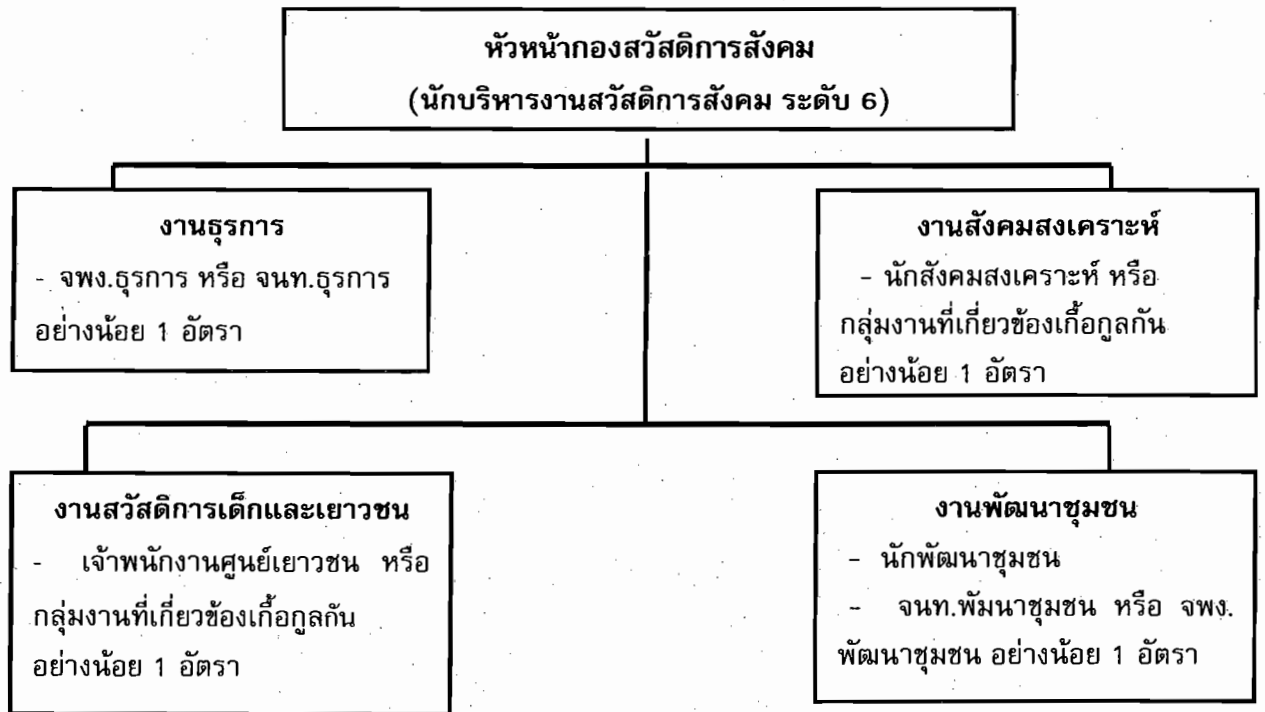 หัวหน้ากองสวัสดิการสังคม
(นักบริหารงานสวัสดิการสังคม ระดับ 6)
งานธุรการ
- จพง.ธุรการ หรือ จนท.ธุรการ
อย่างน้อย 1 อัตรา
งานสังคมสงเคราะห์
- นักสังคมสงเคราะห์ หรือ
กลุ่มงานที่เกี่ยวข้องเกื้อกูลกัน
อย่างน้อย 1 อัตรา
งานสวัสดิการเด็กและเยาวชน
- เจ้าพนักงานศูนย์เยาวชน หรือ
กลุ่มงานที่เกี่ยวข้องเกื้อกูลกัน
อย่างน้อย 1 อัตรา
งานพัฒนาชุมชน
- นักพัฒนาชุมชน
- จนท.พัมนาชุมชน หรือ จพง.
พัฒนาชุมชน อย่างน้อย 1 อัตรา